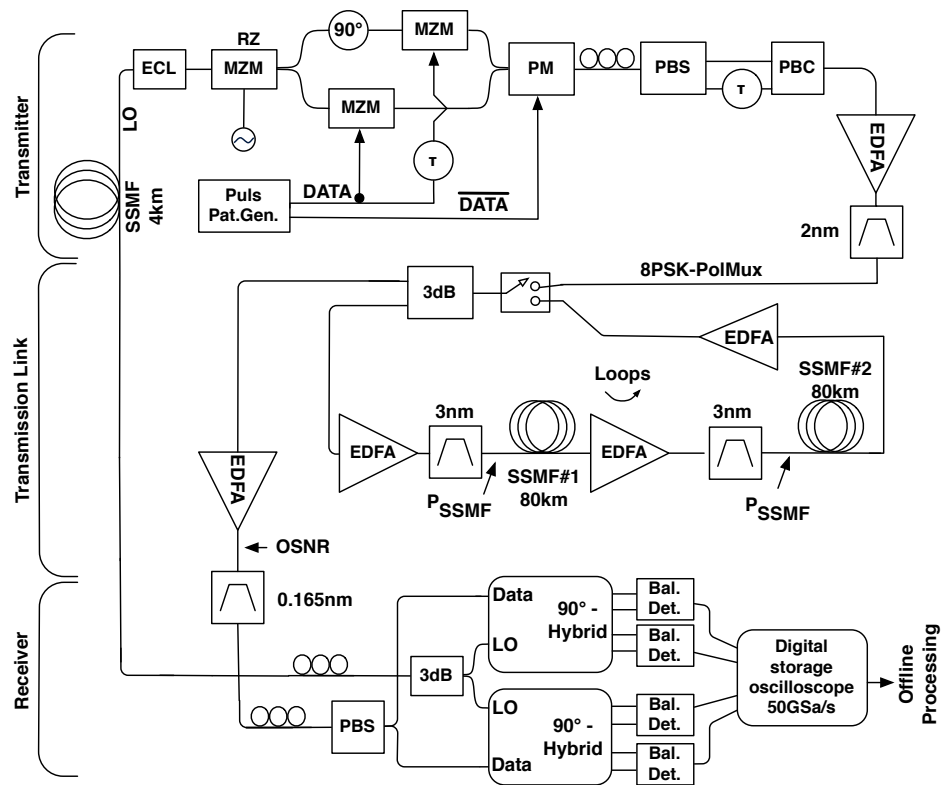 Transmitter
ECL
RZ
MZM
90°
MZM
MZM
PM
PBS
τ
PBC
LO
SSMF
4km
τ
Puls
Pat.Gen.
DATA
DATA
EDFA
2nm
Transmission Link
8PSK-PolMux
3dB
EDFA
Loops
SSMF#2
80km
EDFA
3nm
SSMF#1
80km
EDFA
3nm
PSSMF
PSSMF
EDFA
OSNR
0.165nm
Receiver
Data
90° -
Hybrid
LO
Bal.
Det.
Bal.
Det.
3dB
LO
90° -
Hybrid
Data
Bal.
Det.
Bal.
Det.
PBS
Digital
storage
oscilloscope
50GSa/s
Offline
Processing